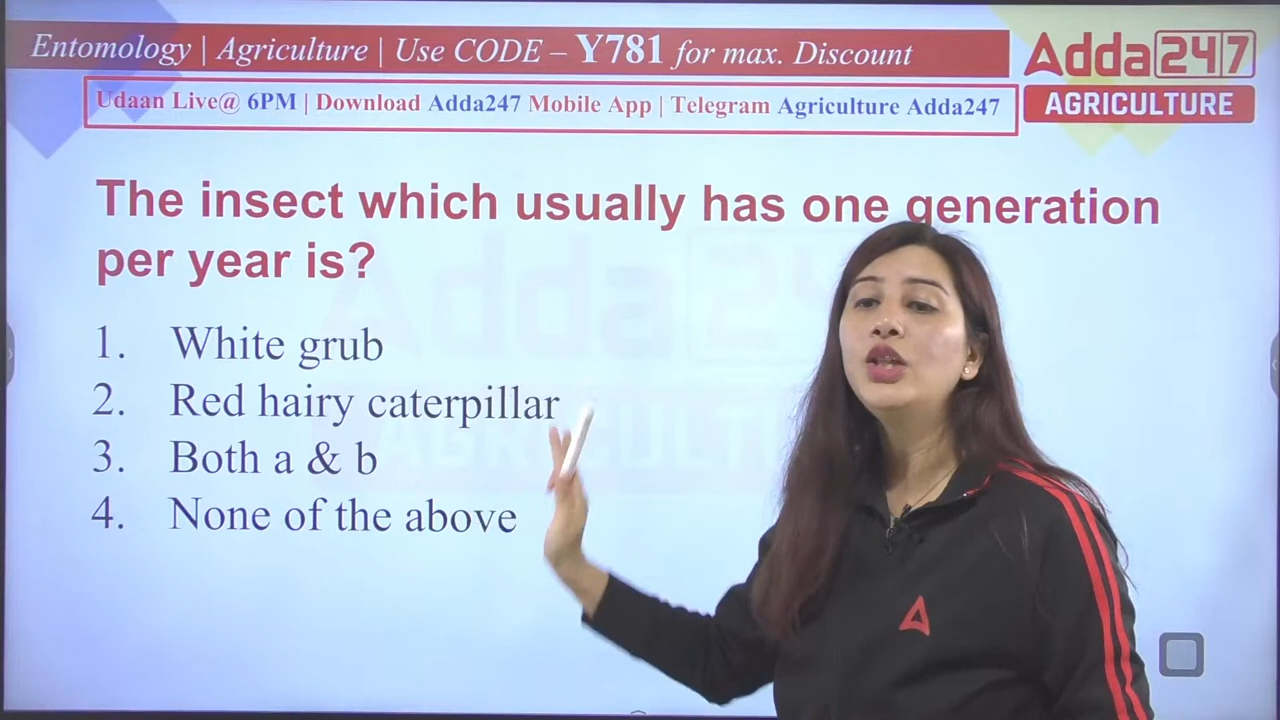 Entomology | Agriculture | Use CODE – Y781 for max. Discount
Adda247
AGRICULTURE
Udaan Live@ 6PM | Download Adda247 Mobile App | Telegram Agriculture Adda247
The insect which usually has one generation
per year is?
1. White grub
2. Red hairy caterpillar
3. Both a & b
4. None of the above